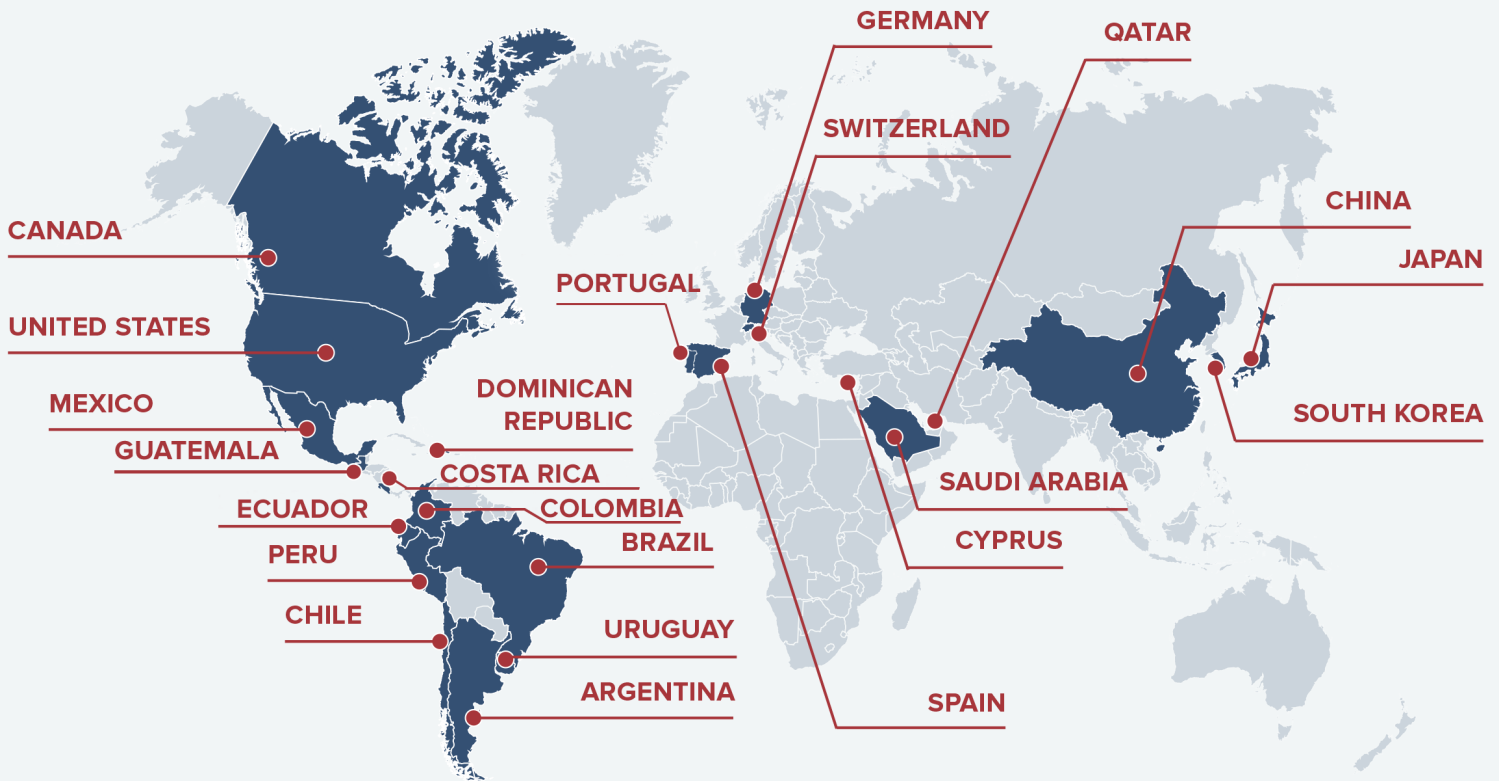 GERMANY
QATAR
SWITZERLAND
CHINA
CANADA
JAPAN
PORTUGAL
UNITED STATES
DOMINICAN
REPUBLIC
MEXICO
SOUTH KOREA
GUATEMALA
COSTA RICA
SAUDI ARABIA
ECUADOR
COLOMBIA
BRAZIL
CYPRUS
PERU
CHILE
URUGUAY
ARGENTINA
SPAIN